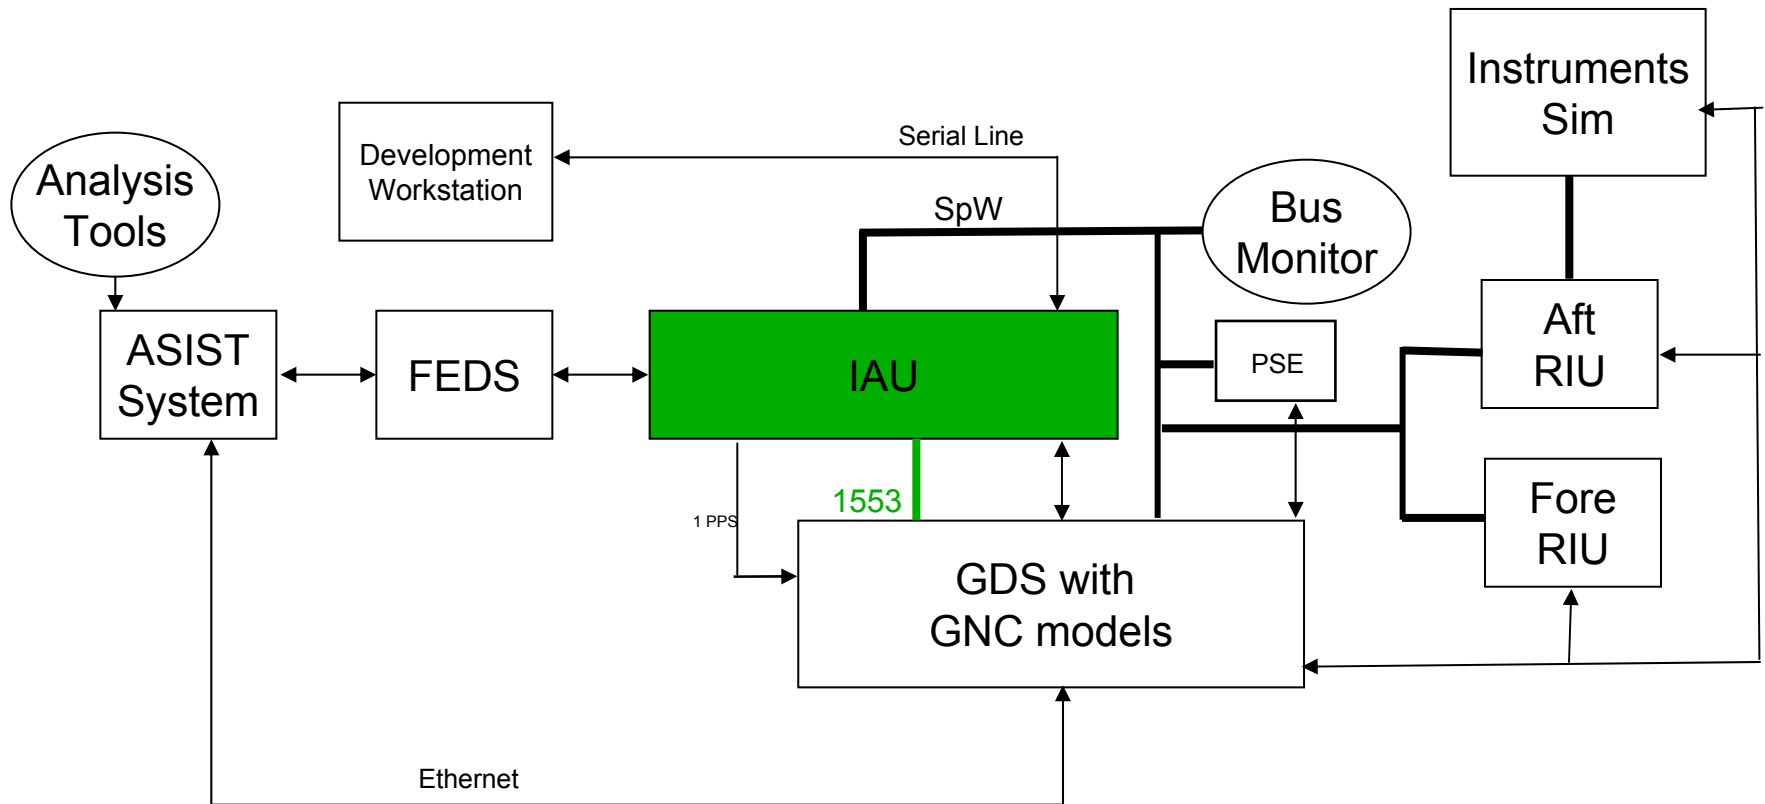 Instruments
Sim
Development
Workstation
Serial Line
Analysis
Tools
SpW
Bus
Monitor
ASIST
System
FEDS
IAU
PSE
Aft
RIU
1553
1 PPS
Fore
RIU
GDS with
GNC models
Ethernet